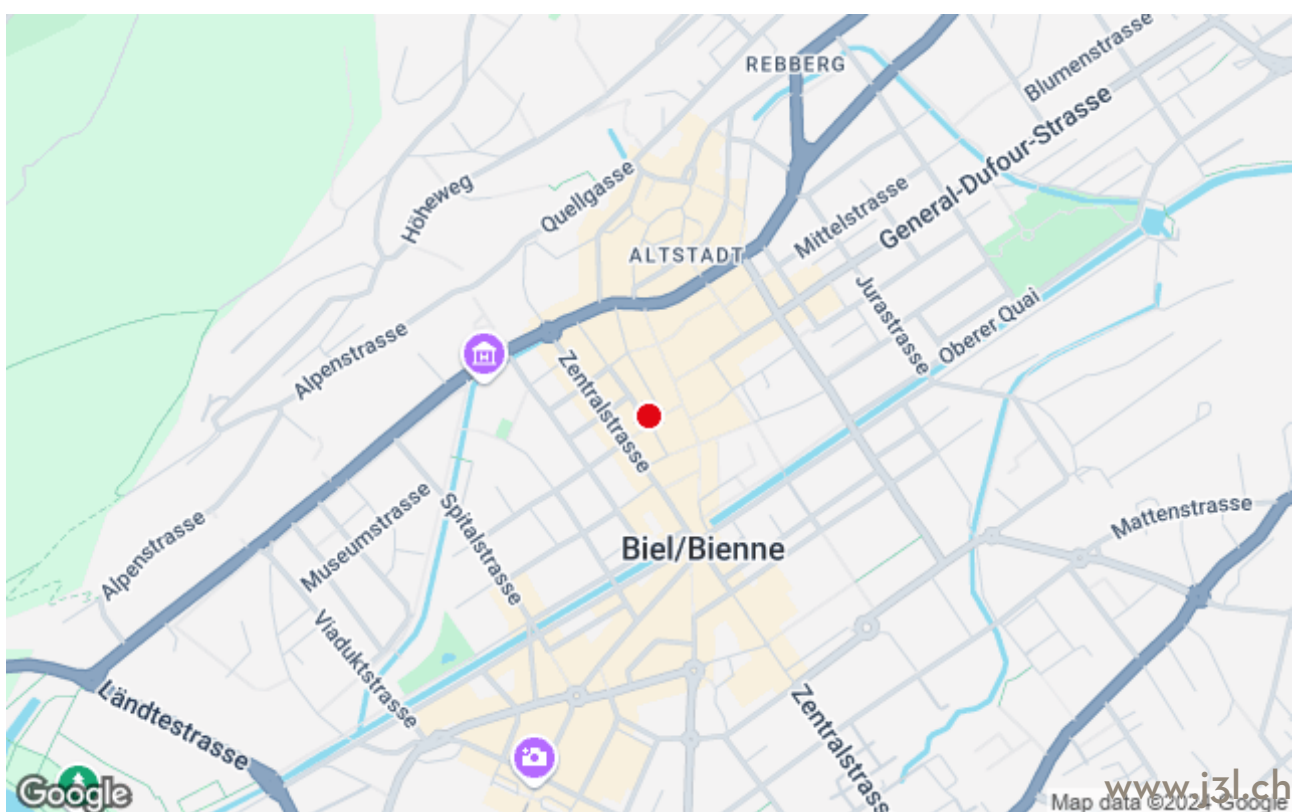 REBBERG
Blumenstrasse
General-Dufour-Strasse
Höheweg
Quellgasse
Mittelstrasse
ALTSTADT
Jurastrasse
Oberer Quai
Alpenstrasse
Zentralstrasse
Museumstrasse
Spitalstrasse
Mattenstrasse
Alpenstrasse
Biel/Bienne
Viaduktstrasse
Ländtestrasse
Zentralstrasse
H
Google
www.j3l.ch
Map data ©2024 Google